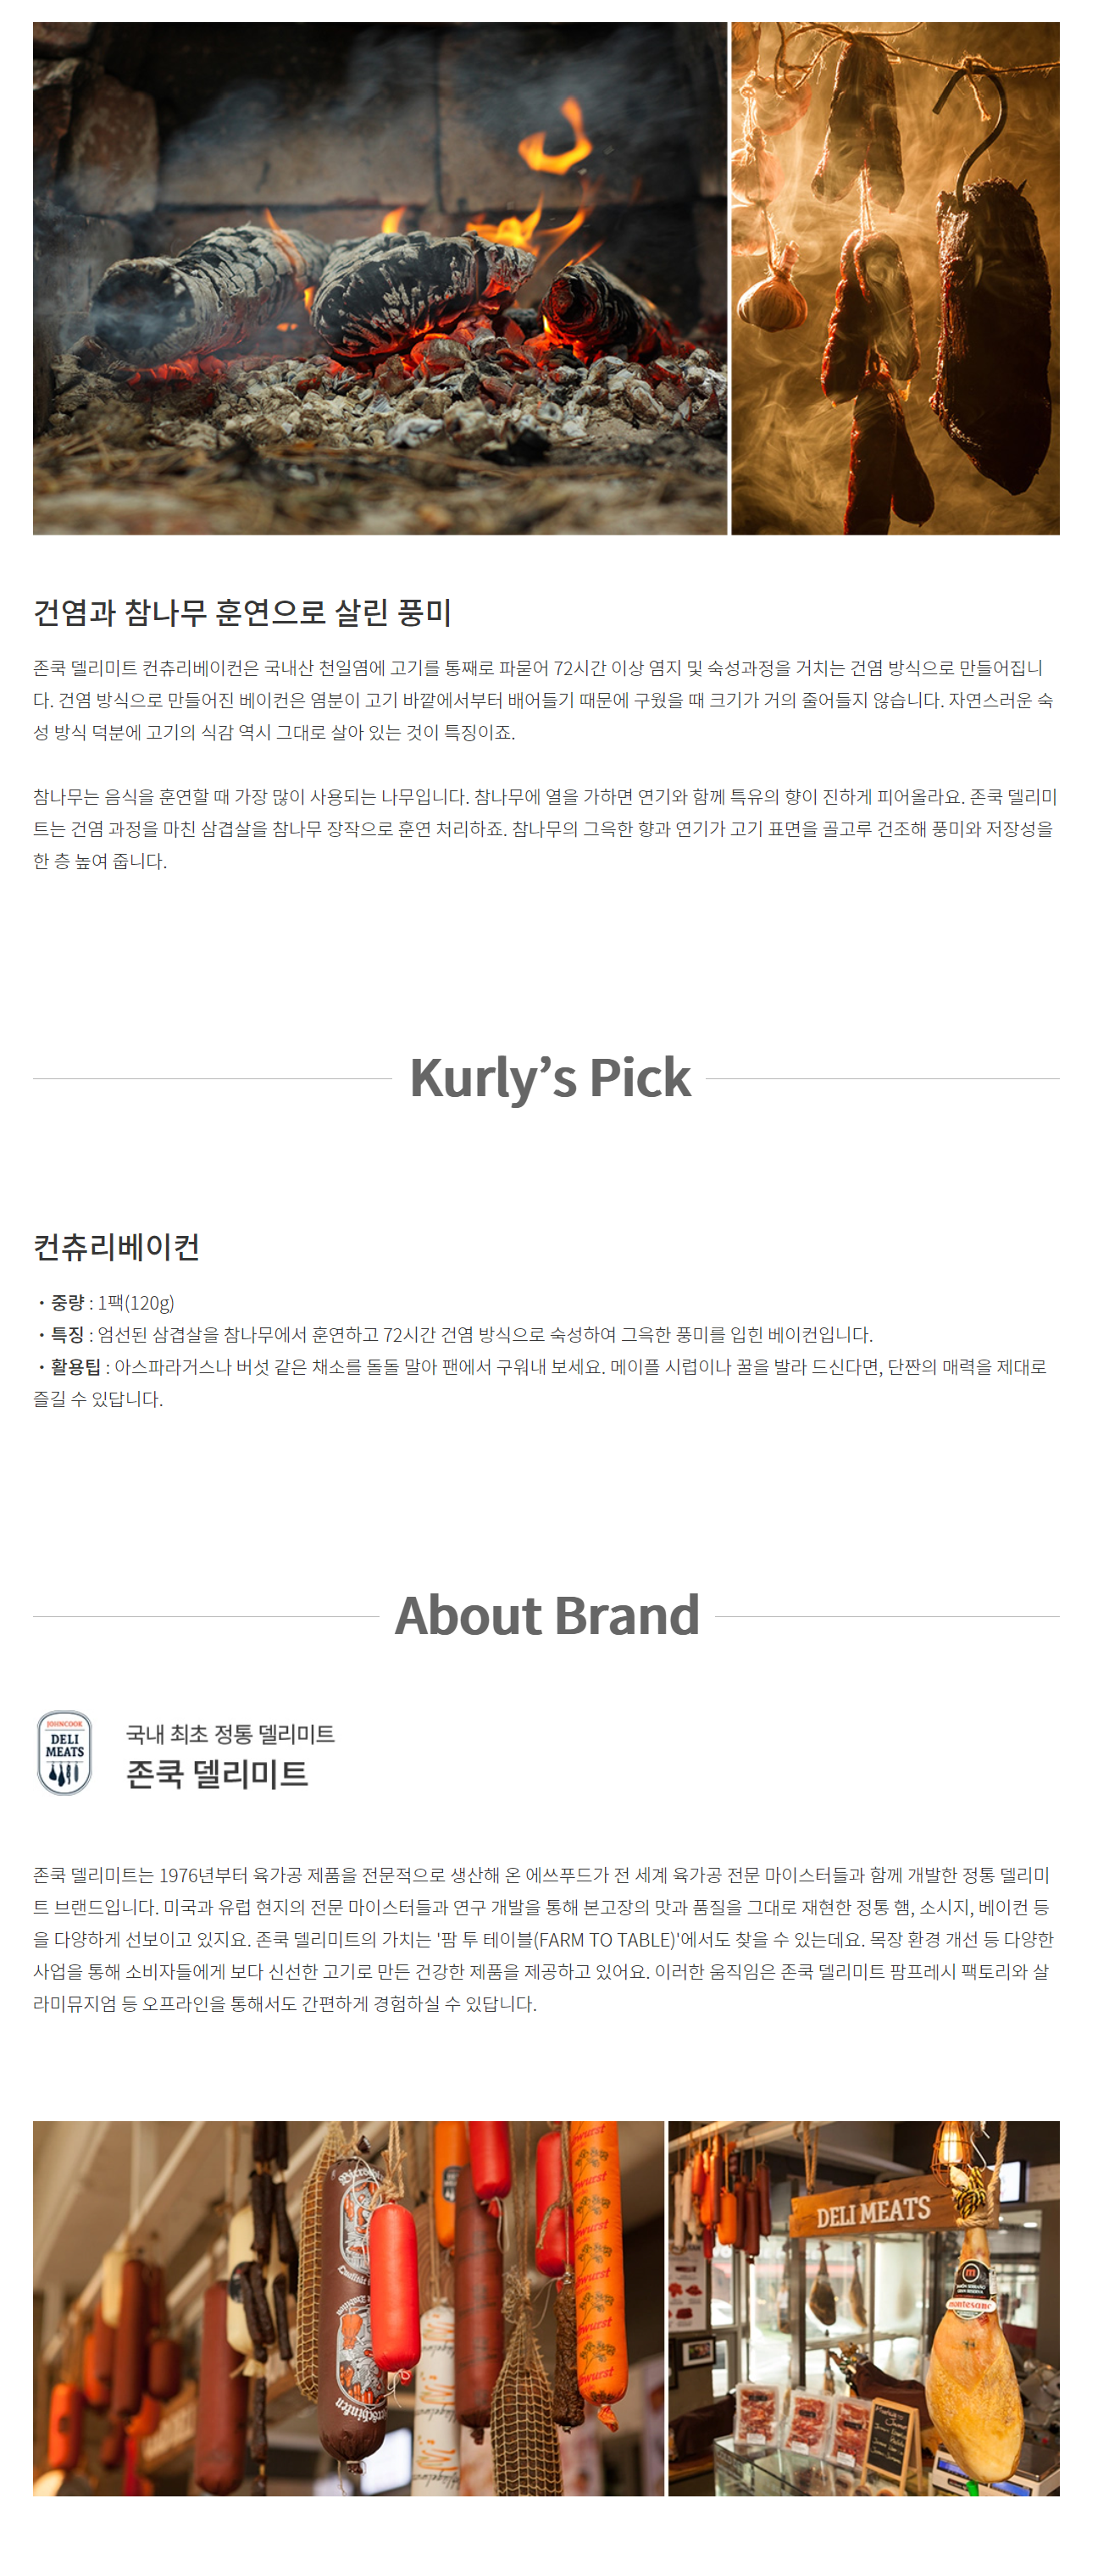 건염과 참나무 훈연으로 살린 풍미
존쿡 델리미트 컨츄리베이컨은 국내산 천일염에 고기를 통째로 파묻어 72시간 이상 염지 및 숙성과정을 거치는 건염 방식으로 만들어집니
다. 건염 방식으로 만들어진 베이컨은 염분이 고기 바깥에서부터 배어들기 때문에 구웠을 때 크기가 거의 줄어들지 않습니다. 자연스러운 숙
성 방식 덕분에 고기의 식감 역시 그대로 살아 있는 것이 특징이죠.
참나무는 음식을 훈연할 때 가장 많이 사용되는 나무입니다. 참나무에 열을 가하면 연기와 함께 특유의 향이 진하게 피어올라요. 존쿡 델리미
트는 건염 과정을 마친 삼겹살을 참나무 장작으로 훈연 처리하죠. 참나무의 그윽한 향과 연기가 고기 표면을 골고루 건조해 풍미와 저장성을
한 층 높여 줍니다.
Kurly’s Pick
컨츄리베이컨
・중량 : 1팩(120g)
・특징 : 엄선된 삼겹살을 참나무에서 훈연하고 72시간 건염 방식으로 숙성하여 그윽한 풍미를 입힌 베이컨입니다.
・활용팁 : 아스파라거스나 버섯 같은 채소를 돌돌 말아 팬에서 구워내 보세요. 메이플 시럽이나 꿀을 발라 드신다면, 단짠의 매력을 제대로
즐길 수 있답니다.
About Brand
JOHNCOOK
DELI
MEATS
국내 최초 정통 델리미트
존쿡 델리미트
존쿡 델리미트는 1976년부터 육가공 제품을 전문적으로 생산해 온 에쓰푸드가 전 세계 육가공 전문 마이스터들과 함께 개발한 정통 델리미
트 브랜드입니다. 미국과 유럽 현지의 전문 마이스터들과 연구 개발을 통해 본고장의 맛과 품질을 그대로 재현한 정통 햄, 소시지, 베이컨 등
을 다양하게 선보이고 있지요. 존쿡 델리미트의 가치는 '팜 투 테이블(FARM TO TABLE)'에서도 찾을 수 있는데요. 목장 환경 개선 등 다양한
사업을 통해 소비자들에게 보다 신선한 고기로 만든 건강한 제품을 제공하고 있어요. 이러한 움직임은 존쿡 델리미트 팜프레시 팩토리와 살
라미뮤지엄 등 오프라인을 통해서도 간편하게 경험하실 수 있답니다.
DELI MEATS
montesano